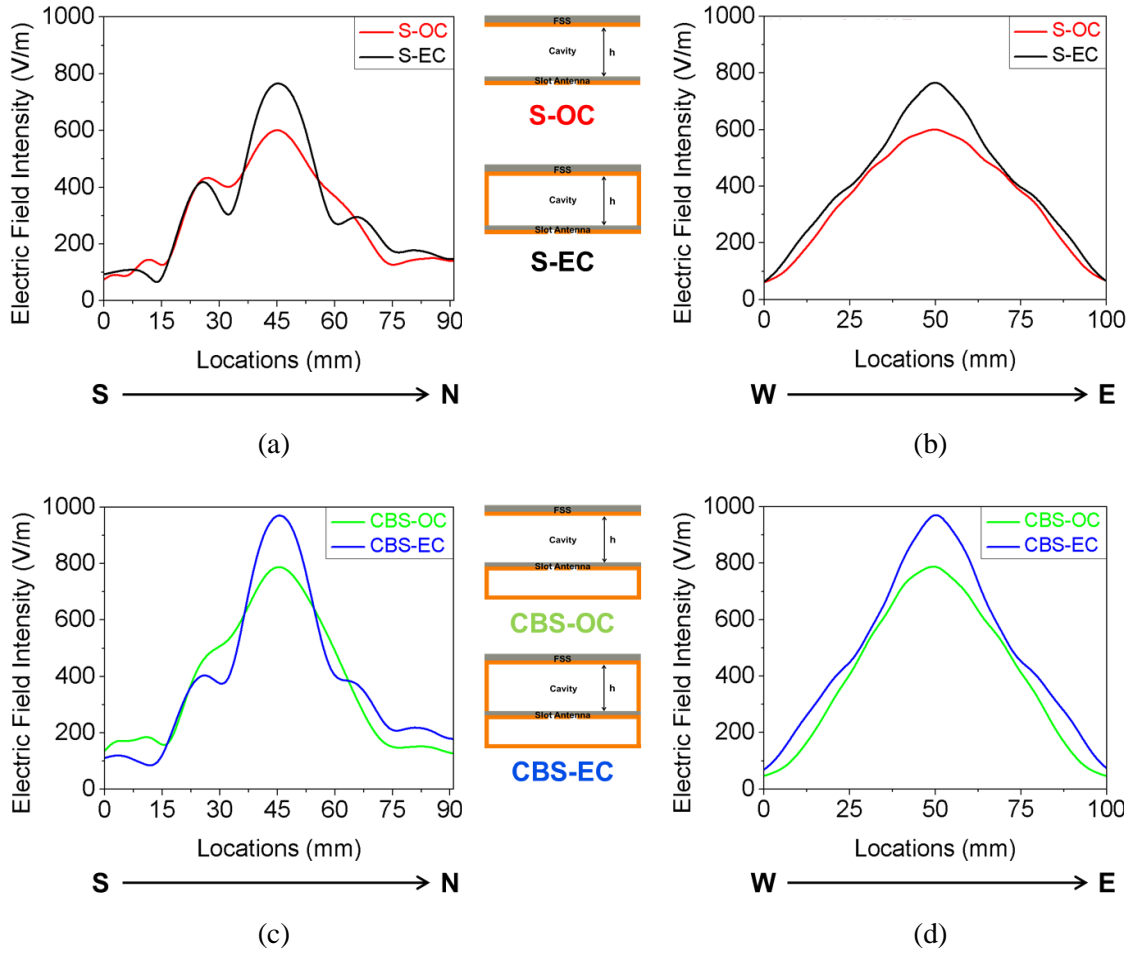 Electric Field Intensity (V/m)
1000
800
600
400
200
0
0 15 30 45 60 75 90
Locations (mm)
S N
S-OC
S-EC
(a)
FSS
Cavity h
Slot Antenna
S-OC
FSS
Cavity h
Slot Antenna
S-EC
Electric Field Intensity (V/m)
1000
800
600
400
200
0
0 25 50 75 100
Locations (mm)
W E
S-OC
S-EC
(b)
Electric Field Intensity (V/m)
1000
800
600
400
200
0
0 15 30 45 60 75 90
Locations (mm)
S N
CBS-OC
CBS-EC
(c)
FSS
Cavity h
Slot Antenna
CBS-OC
FSS
Cavity h
Slot Antenna
CBS-EC
Electric Field Intensity (V/m)
1000
800
600
400
200
0
0 25 50 75 100
Locations (mm)
W E
CBS-OC
CBS-EC
(d)